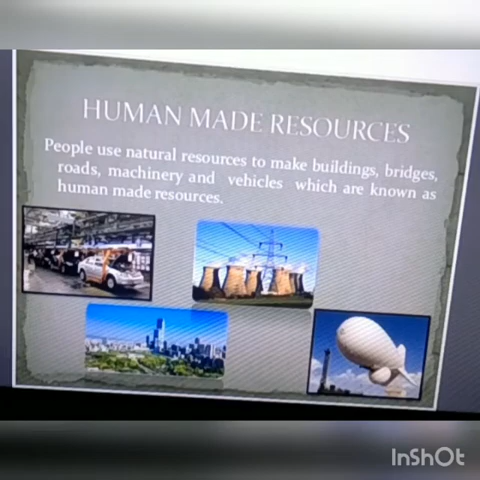 HUMAN MADE RESOURCES
People use natural resources to make buildings, bridges,
roads, machinery and vehicles which are known as
human made resources.
InShOt